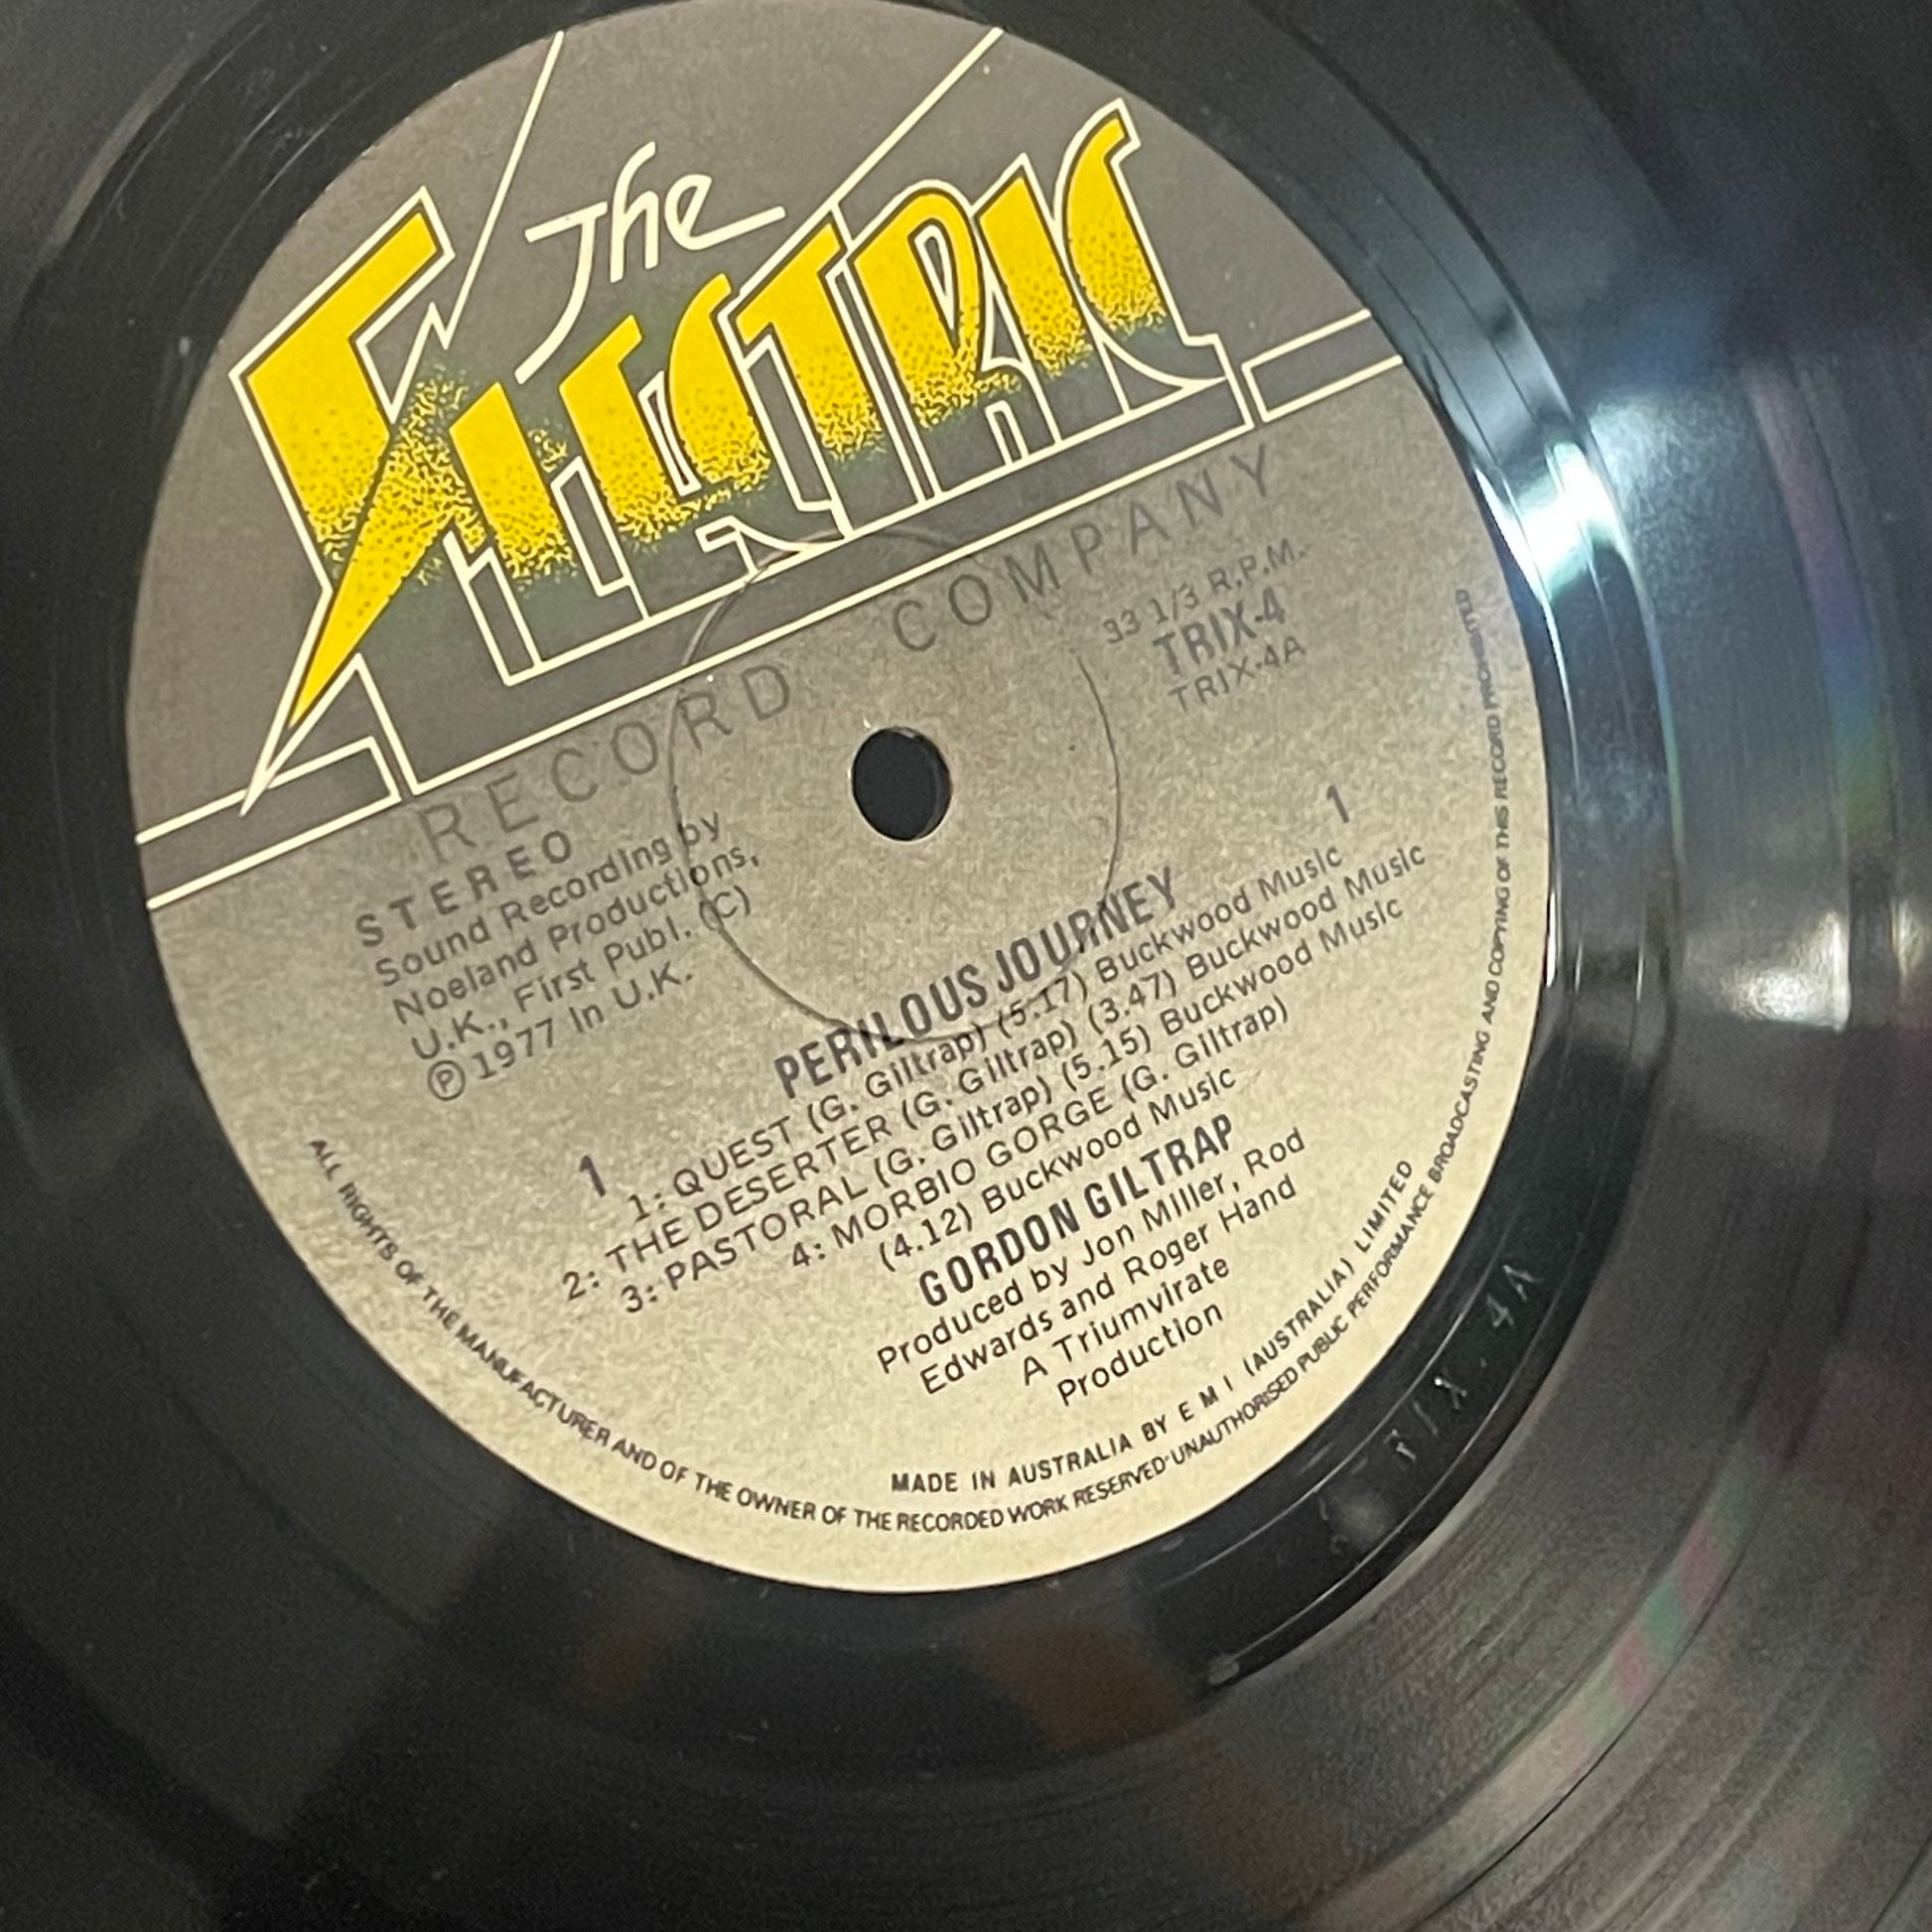 The
ELECTRIC
RECORD COMPANY
33 1/3 R.P.M.
TRIX-4
TRIX-4A
STEREO
Sound Recording by
Noeland Productions,
U.K., First Publ. (C)
Ⓟ 1977 In U.K.
1
1
PERILOUS JOURNEY
1: QUEST (G. Giltrap) (5.17) Buckwood Music
2: THE DESERTER (G. Giltrap) (3.47) Buckwood Music
3: PASTORAL (G. Giltrap) (5.15) Buckwood Music
4: MORBIO GORGE (G. Giltrap)
(4.12) Buckwood Music
GORDON GILTRAP
Produced by Jon Miller, Rod
Edwards and Roger Hand
A Triumvirate
Production
MADE IN AUSTRALIA BY E M I (AUSTRALIA) LIMITED
ALL RIGHTS OF THE MANUFACTURER AND OF THE OWNER OF THE RECORDED WORK RESERVED·UNAUTHORISED PUBLIC PERFORMANCE BROADCASTING AND COPYING OF THIS RECORD PROHIBITED
TRIX·4A